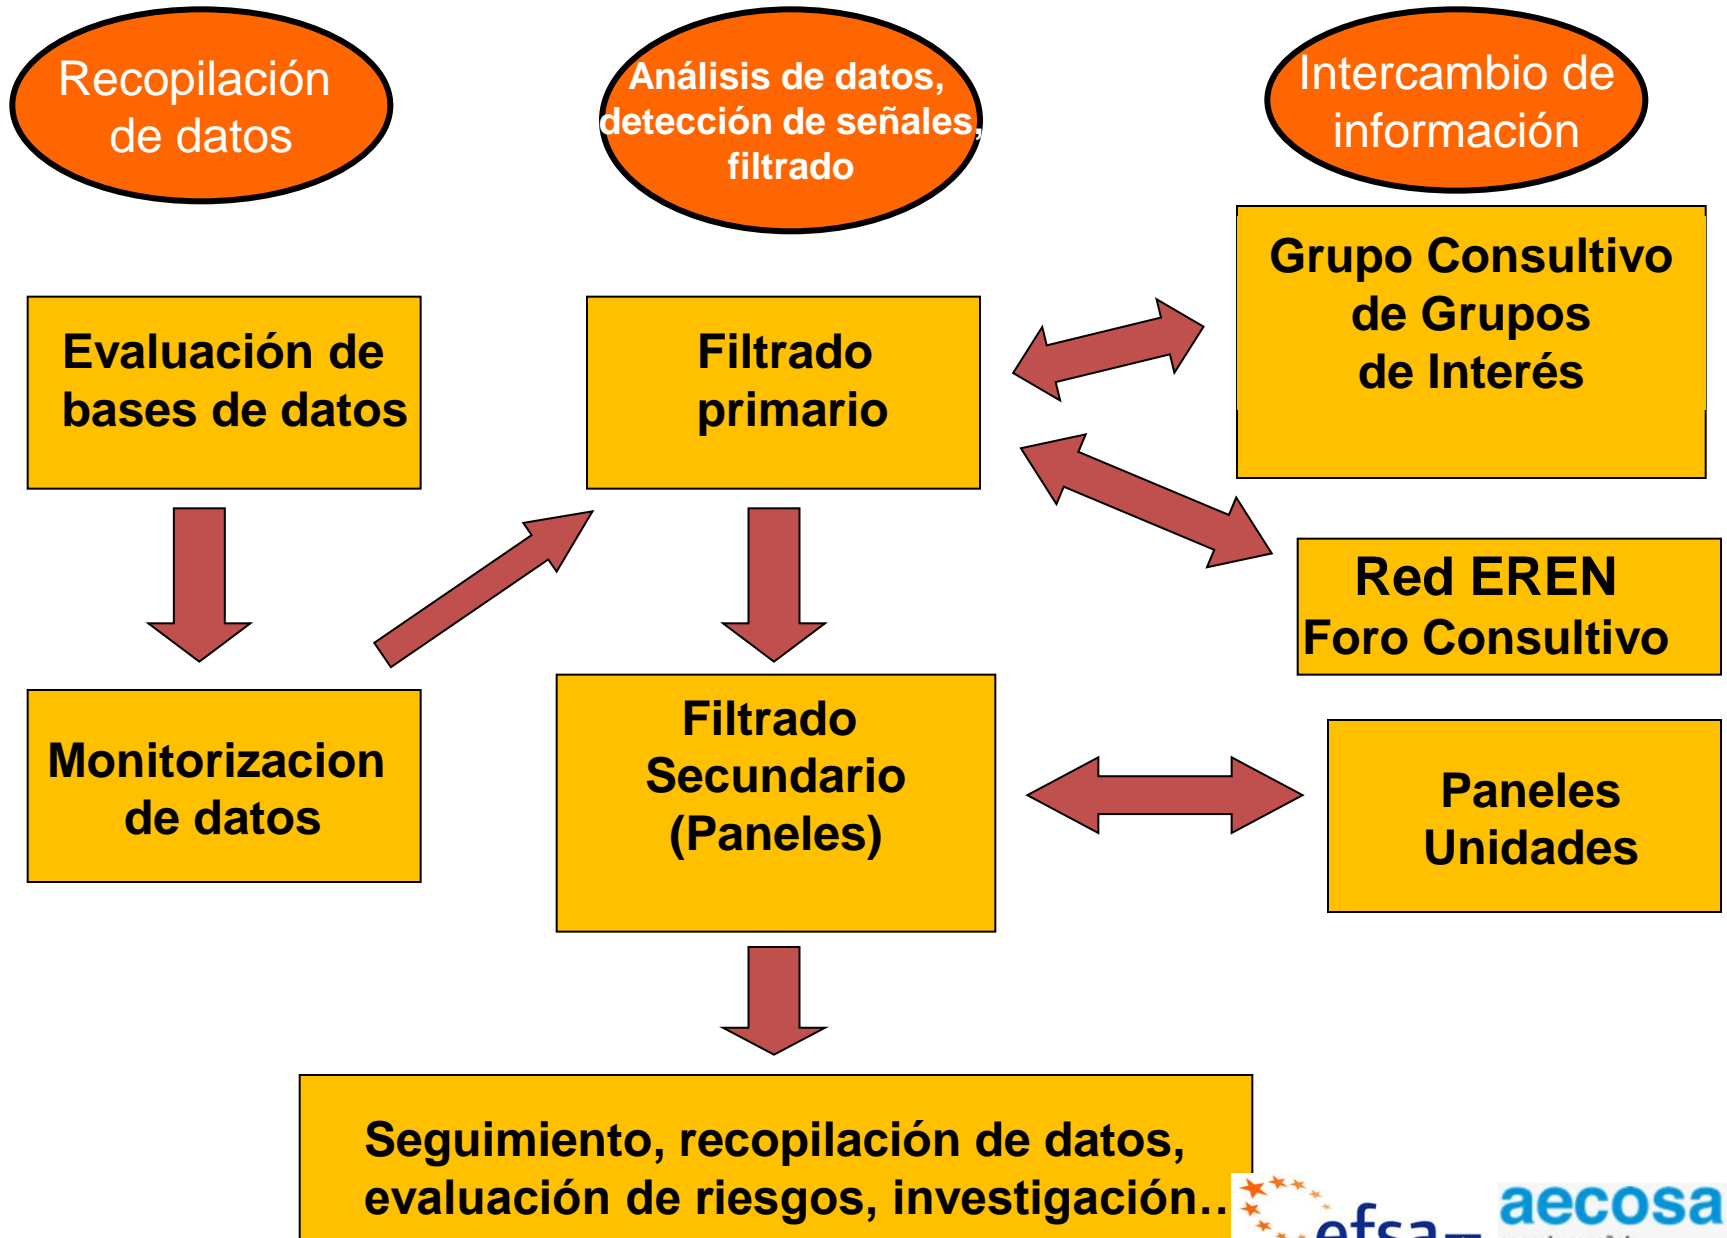 Recopilación
de datos
Análisis de datos,
detección de señales,
filtrado
Intercambio de
información
Evaluación de
bases de datos
Filtrado
primario
Grupo Consultivo
de Grupos
de Interés
Red EREN
Foro Consultivo
Monitorizacion
de datos
Filtrado
Secundario
(Paneles)
Paneles
Unidades
Seguimiento, recopilación de datos,
evaluación de riesgos, investigación…
efsa
aecosa